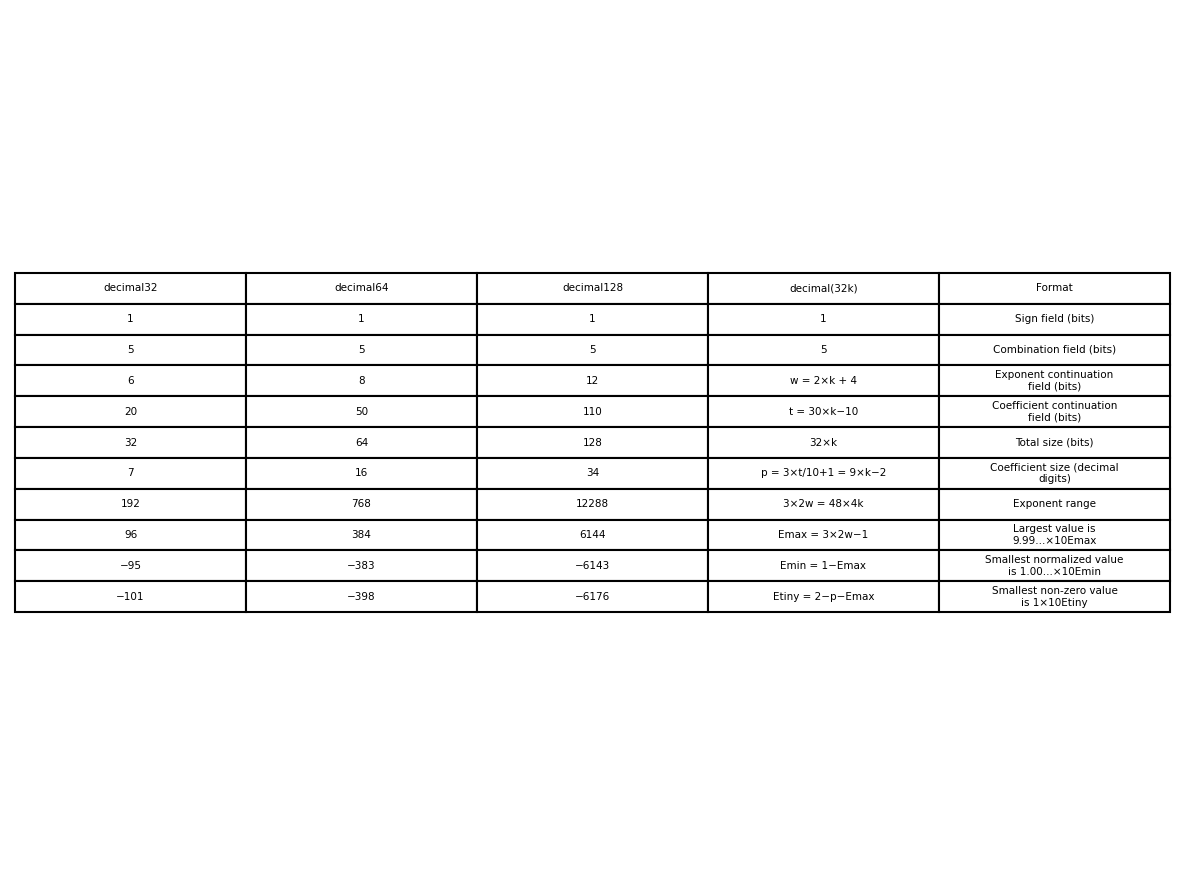 decimal32 decimal64 decimal128 decimal(32k) Format
1 1 1 1 Sign field (bits)
5 5 5 5 Combination field (bits)
6 8 12 w = 2×k + 4 Exponent continuation
field (bits)
20 50 110 t = 30×k−10 Coefficient continuation
field (bits)
32 64 128 32×k Total size (bits)
7 16 34 p = 3×t/10+1 = 9×k−2 Coefficient size (decimal
digits)
192 768 12288 3×2w = 48×4k Exponent range
96 384 6144 Emax = 3×2w−1 Largest value is
9.99...×10Emax
−95 −383 −6143 Emin = 1−Emax Smallest normalized value
is 1.00...×10Emin
−101 −398 −6176 Etiny = 2−p−Emax Smallest non-zero value
is 1×10Etiny